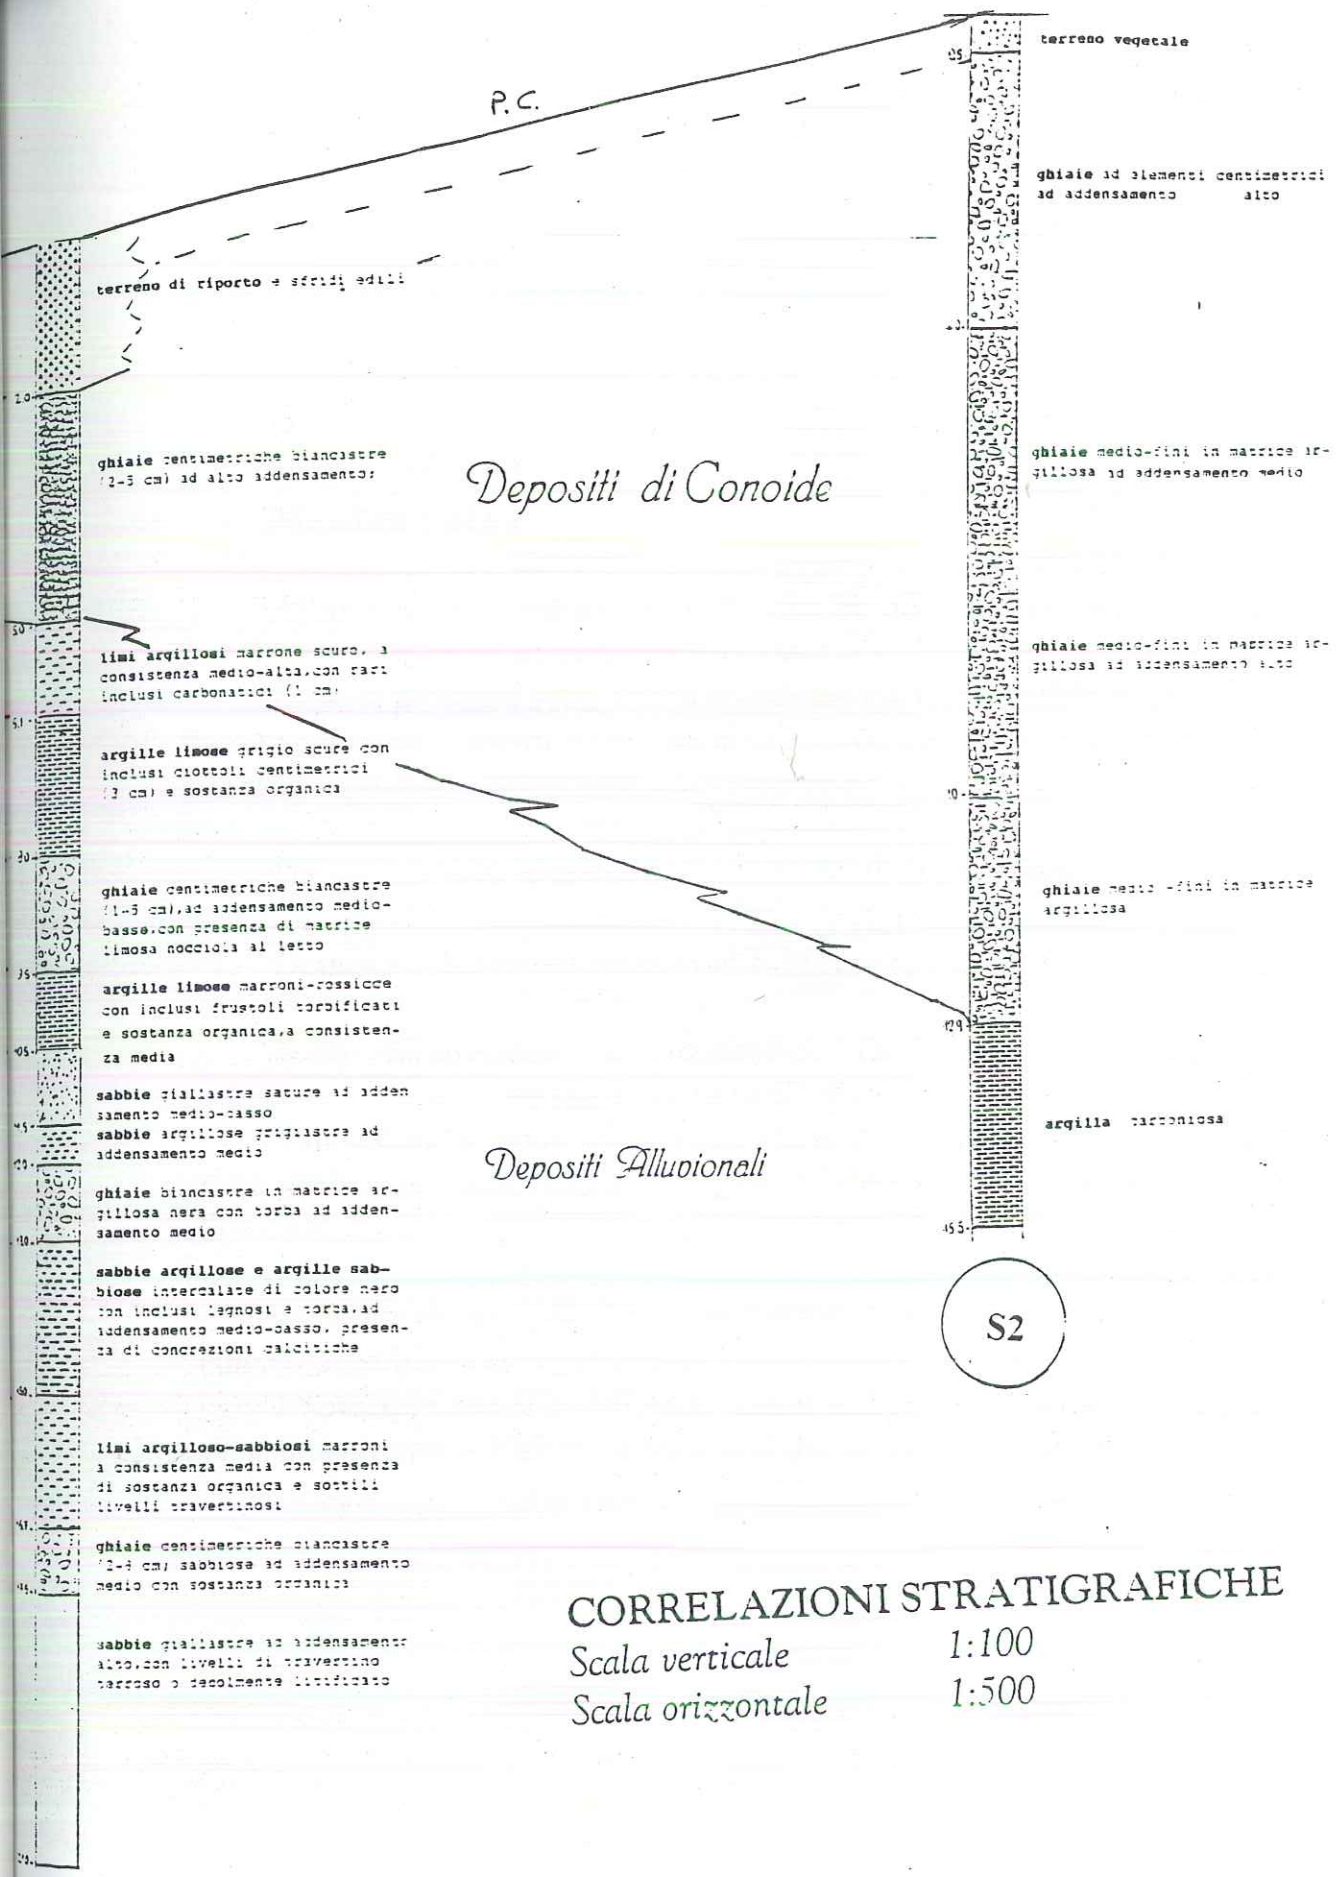 terreno vegetale
P.C.
ghiaie ad elementi centimetrici
ad addensamento alto
terreno di riporto e sfridi edili
2.0
ghiaie centimetriche biancastre
(2-5 cm) ad alto addensamento;
Depositi di Conoide
ghiaie medio-fini in matrice ar-
gillosa ad addensamento medio
limi argillosi marrone scuro, a
consistenza medio-alta,con rari
inclusi carbonatici (1 cm)
ghiaie medio-fini in matrice ar-
gillosa ad addensamento alto
argille limose grigio scure con
inclusi ciottoli centimetrici
cm) e sostanza organica
ghiaie centimetriche biancastre
(1-5 cm),ad addensamento medio-
basso,con presenza di matrice
limosa nocciola al letto
ghiaie medio -fini in matrice
argillosa
argille limose marroni-rossicce
con inclusi frustoli torbificati
e sostanza organica,a consisten-
za media
12.9
sabbie giallastre sature ad adden
samento medio-basso
sabbie argillose grigiastre ad
addensamento medio
argilla carboniosa
Depositi Alluvionali
ghiaie biancastre in matrice ar-
gillosa nera con torba ad adden-
samento medio
15.5
sabbie argillose e argille sab-
biose intercalate di colore nero
con inclusi legnosi e torba,ad
addensamento medio-basso, presen-
za di concrezioni calcitiche
S2
limi argilloso-sabbiosi marroni
a consistenza media con presenza
di sostanza organica e sottili
livelli travertinosi
ghiaie centimetriche biancastre
cm) sabbiose ad addensamento
medio con sostanza organica
sabbie giallastre ad addensamento
alto,con livelli di travertino
terroso o debolmente litificato
CORRELAZIONI STRATIGRAFICHE
Scala verticale 1:100
Scala orizzontale 1:500